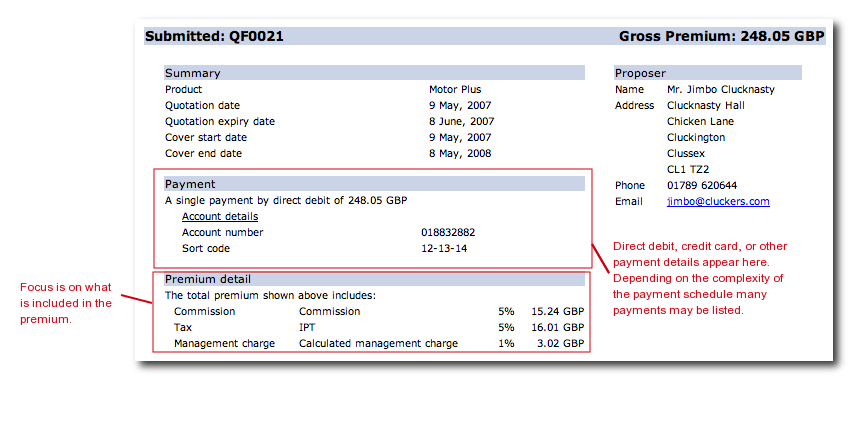 Submitted: QF0021 Gross Premium: 248.05 GBP
Summary
Product Motor Plus
Quotation date 9 May, 2007
Quotation expiry date 8 June, 2007
Cover start date 9 May, 2007
Cover end date 8 May, 2008
Proposer
Name Mr. Jimbo Clucknasty
Address Clucknasty Hall
Chicken Lane
Cluckington
Clussex
CL1 TZ2
Phone 01789 620644
Email jimbo@cluckers.com
Payment
A single payment by direct debit of 248.05 GBP
Account details
Account number 018832882
Sort code 12-13-14
Direct debit, credit card, or other
payment details appear here.
Depending on the complexity of
the payment schedule many
payments may be listed.
Focus is on what
is included in the
premium.
Premium detail
The total premium shown above includes:
Commission Commission 5% 15.24 GBP
Tax IPT 5% 16.01 GBP
Management charge Calculated management charge 1% 3.02 GBP